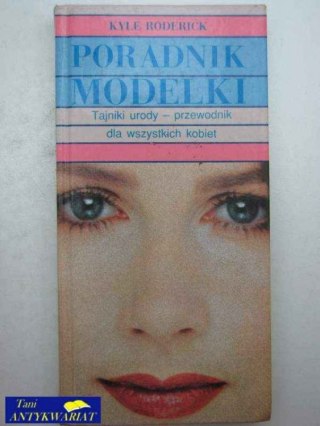 KYLE RODERICK
PORADNIK
MODELKI
Tajniki urody – przewodnik
dla wszystkich kobiet
Tani
ANTYKWARIAT